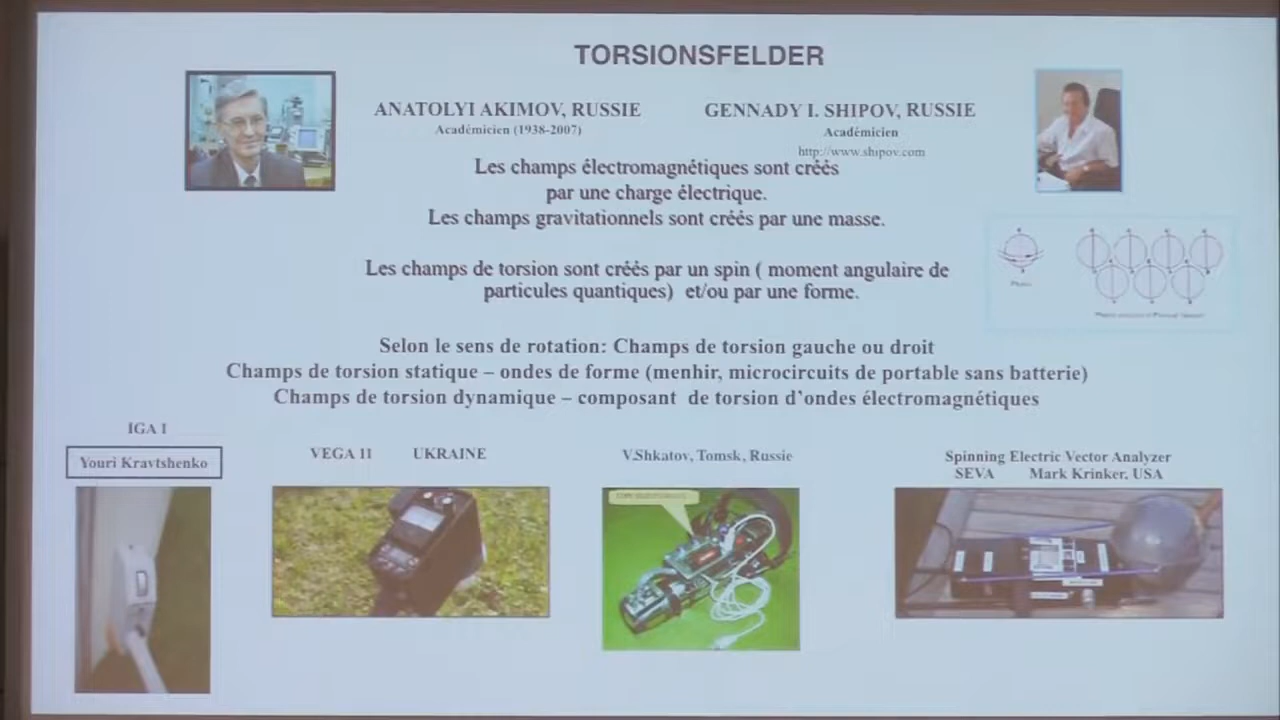 TORSIONSFELDER
ANATOLYI AKIMOV, RUSSIE
Académicien (1938-2007)
GENNADY I. SHIPOV, RUSSIE
Académicien
http://www.shipov.com
Les champs électromagnétiques sont créés
par une charge électrique.
Les champs gravitationnels sont créés par une masse.
Les champs de torsion sont créés par un spin ( moment angulaire de
particules quantiques) et/ou par une forme.
Selon le sens de rotation: Champs de torsion gauche ou droit
Champs de torsion statique – ondes de forme (menhir, microcircuits de portable sans batterie)
Champs de torsion dynamique – composant de torsion d'ondes électromagnétiques
IGA I
Youri Kravtshenko
VEGA 11 UKRAINE
V.Shkatov, Tomsk, Russie
Spinning Electric Vector Analyzer
SEVA Mark Krinker, USA